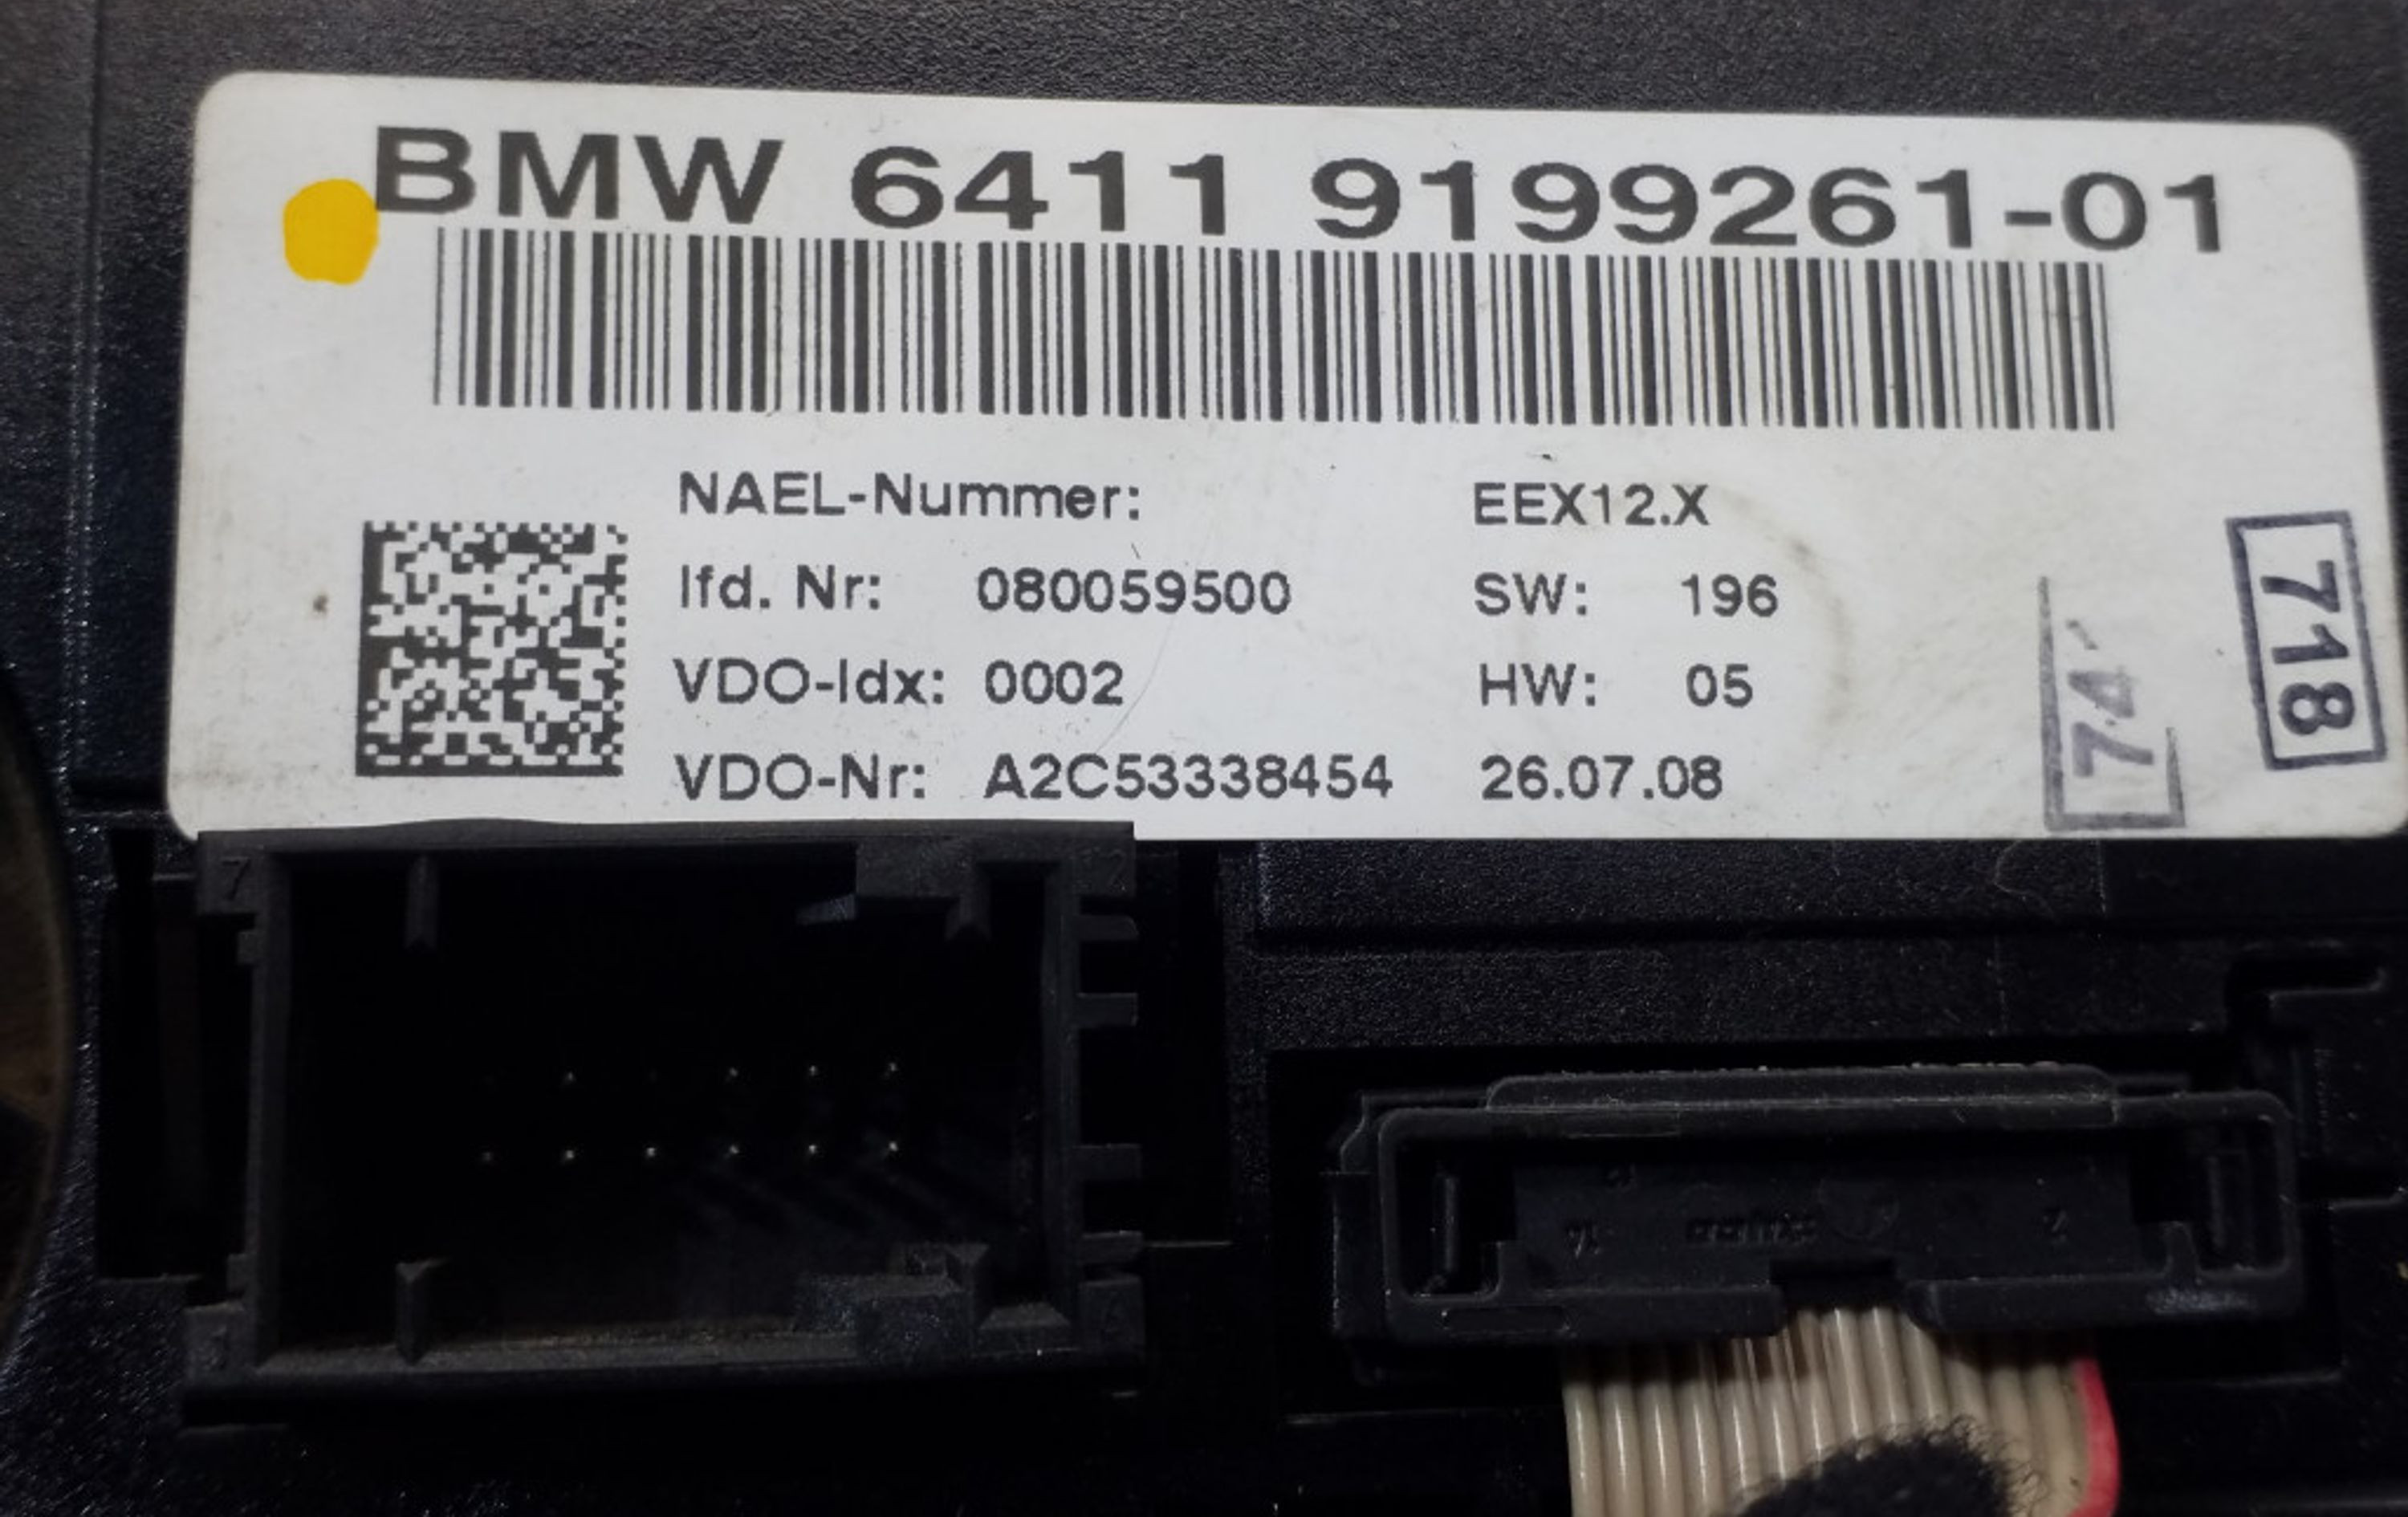 BMW 6411 9199261-01
NAEL-Nummer: EEX12.X
lfd. Nr: 080059500 SW: 196
VDO-Idx: 0002 HW: 05
VDO-Nr: A2C53338454 26.07.08
74
718
7